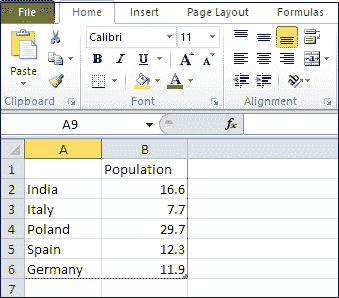 File Home Insert Page Layout Formulas
Calibri 11 A A
Paste B I U A
Clipboard Font Alignment
A9 fx
A B
1 Population
2 India 16.6
3 Italy 7.7
4 Poland 29.7
5 Spain 12.3
6 Germany 11.9
7